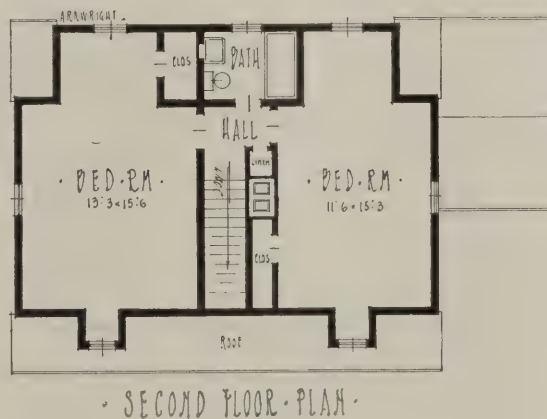 ARKWRIGHT
CLOS
BATH
HALL
LINEN
BED·RM
13:3×15:6
DOWN
BED·RM
11:6×15:3
CLOS
ROOF
· SECOND FLOOR · PLAN ·